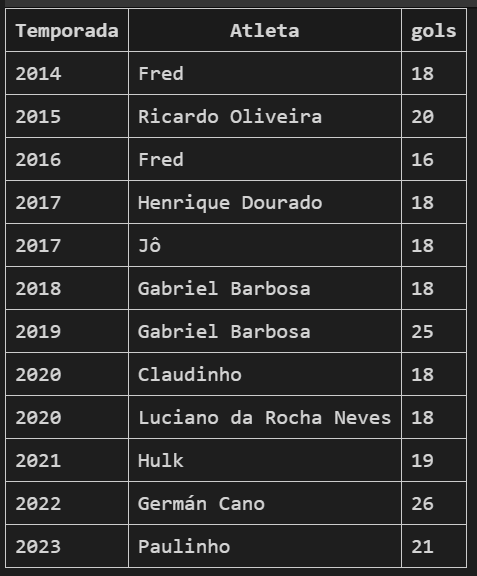 Temporada Atleta gols
2014 Fred 18
2015 Ricardo Oliveira 20
2016 Fred 16
2017 Henrique Dourado 18
2017 Jô 18
2018 Gabriel Barbosa 18
2019 Gabriel Barbosa 25
2020 Claudinho 18
2020 Luciano da Rocha Neves 18
2021 Hulk 19
2022 Germán Cano 26
2023 Paulinho 21